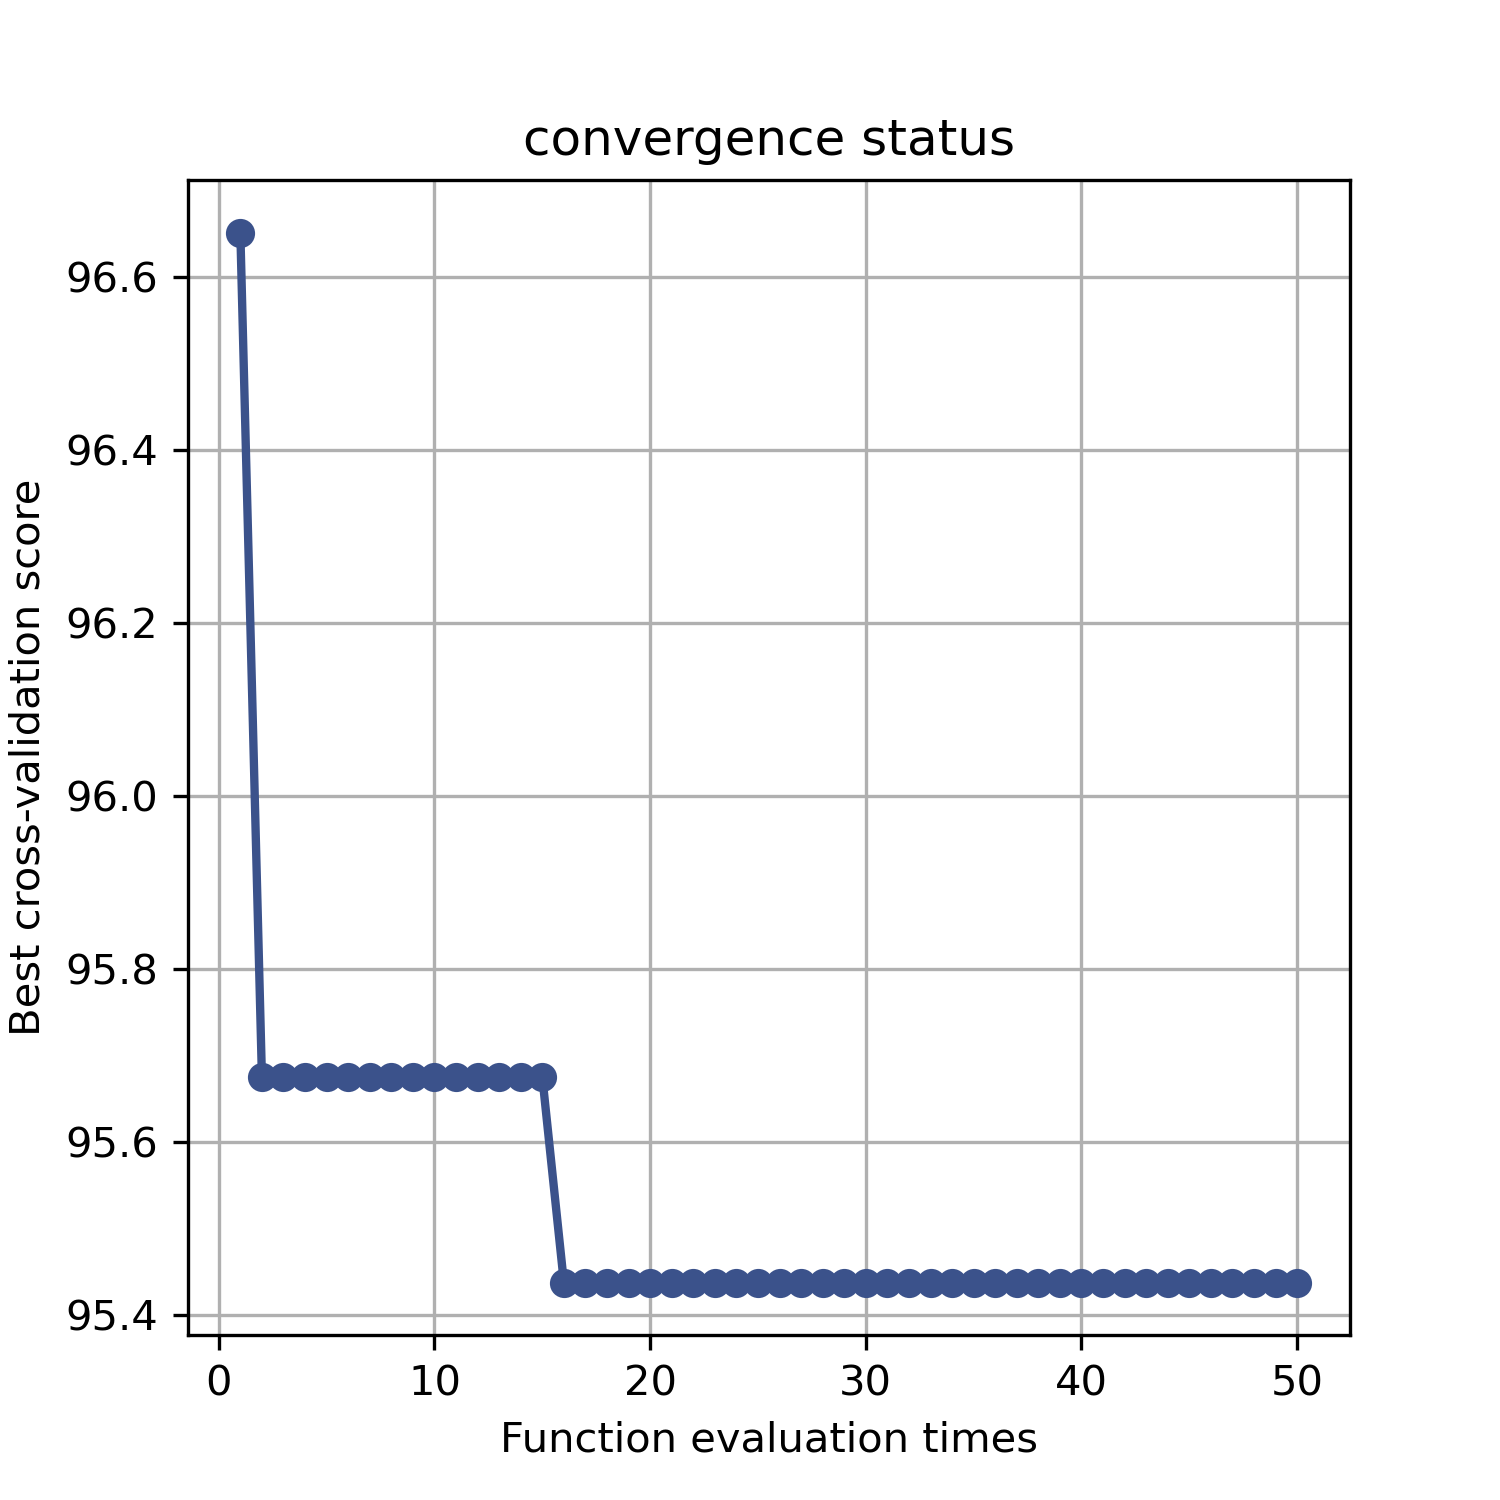 convergence status
Best cross-validation score
96.6
96.4
96.2
96.0
95.8
95.6
95.4
0 10 20 30 40 50
Function evaluation times